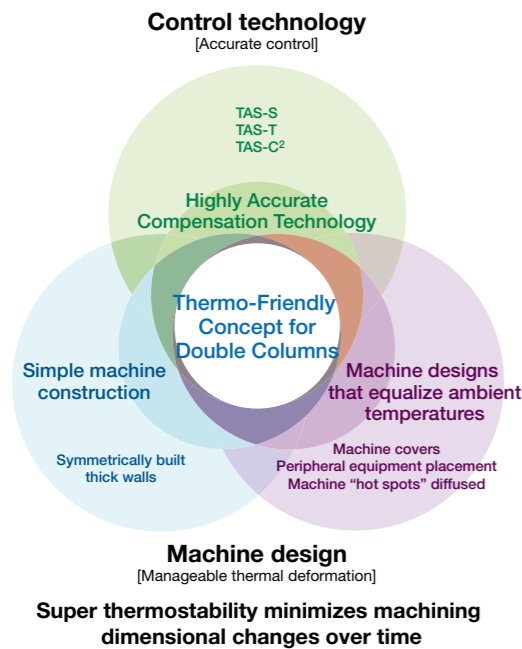 Control technology
[Accurate control]
TAS-S
TAS-T
TAS-C²
Highly Accurate
Compensation Technology
Thermo-Friendly
Concept for
Double Columns
Simple machine
construction
Symmetrically built
thick walls
Machine designs
that equalize ambient
temperatures
Machine covers
Peripheral equipment placement
Machine “hot spots” diffused
Machine design
[Manageable thermal deformation]
Super thermostability minimizes machining
dimensional changes over time